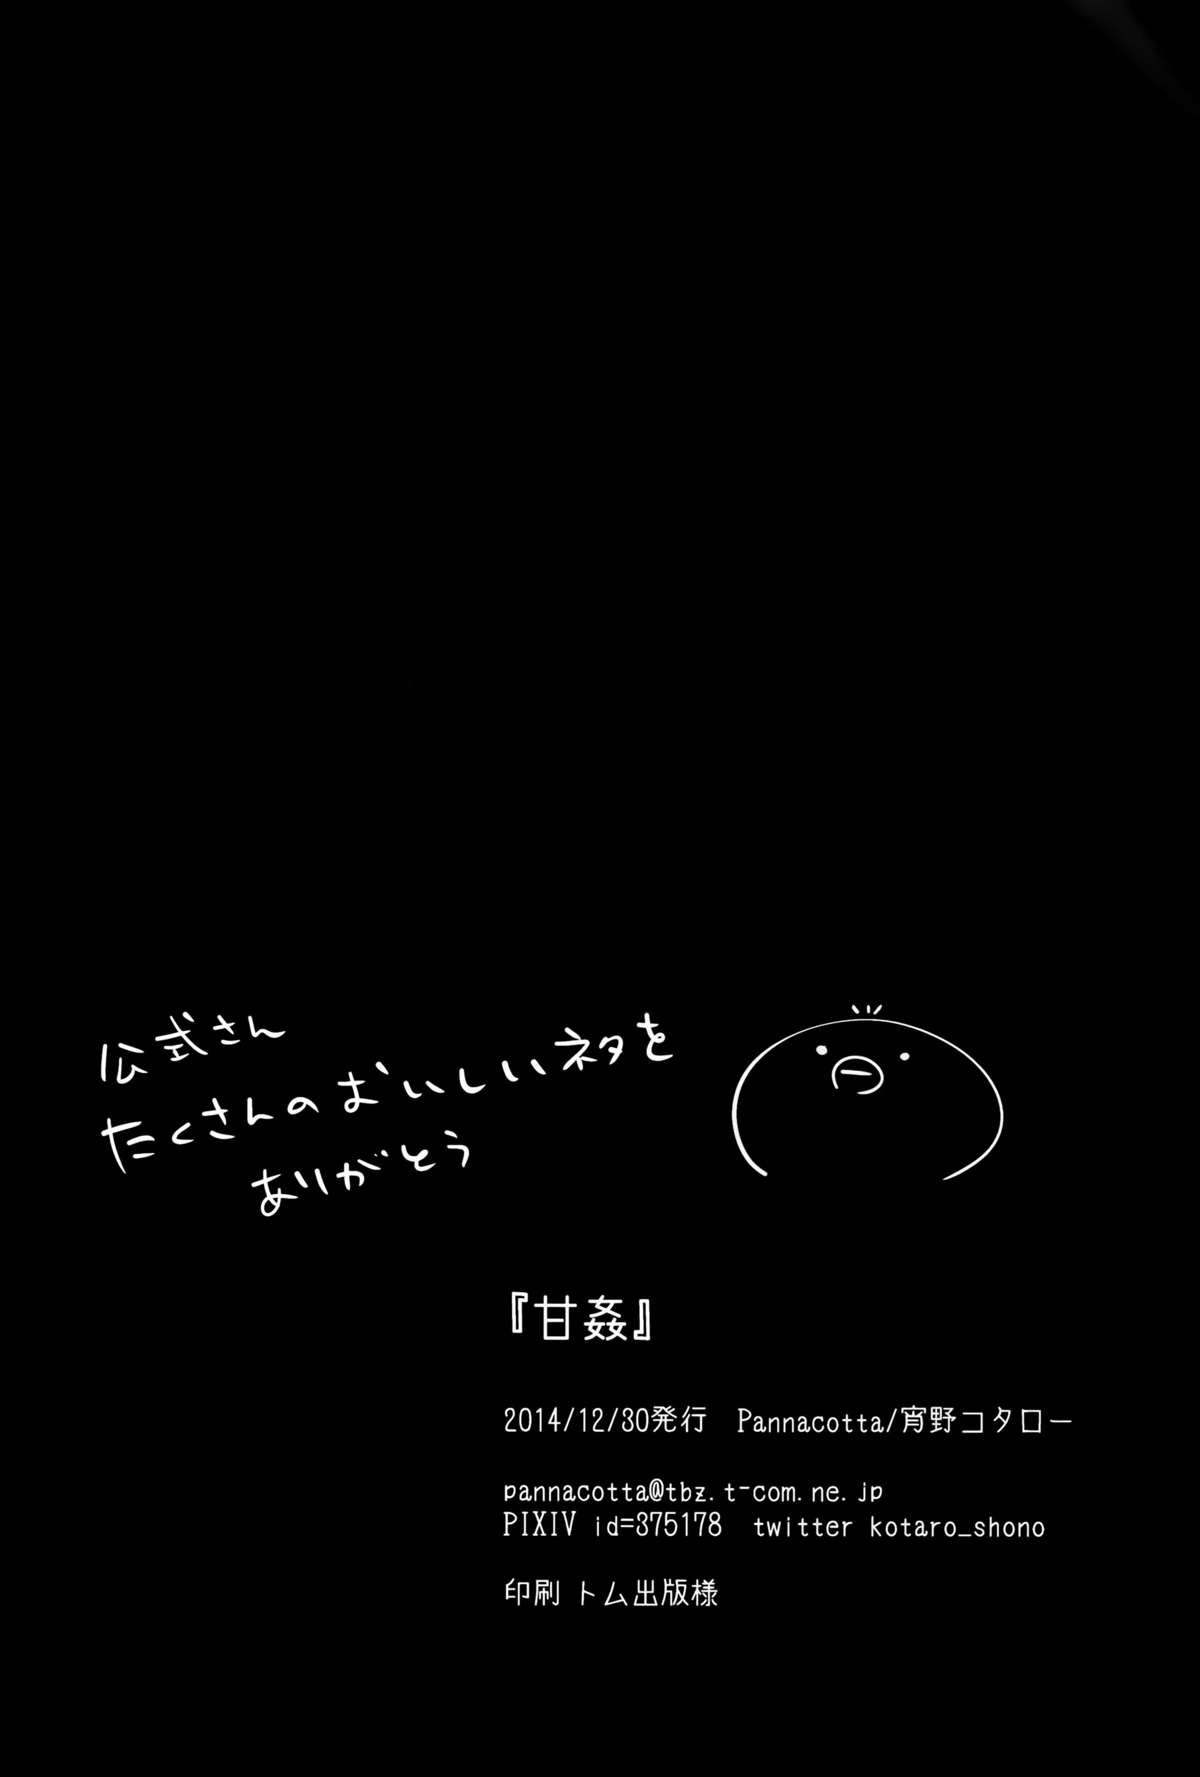 公式さん
たくさんのおいしいネタを
ありがとう
『甘姦』
2014/12/30発行　Pannacotta/宵野コタロー
pannacotta@tbz.t-com.ne.jp
PIXIV id=375178　twitter kotaro_shono
印刷 トム出版様